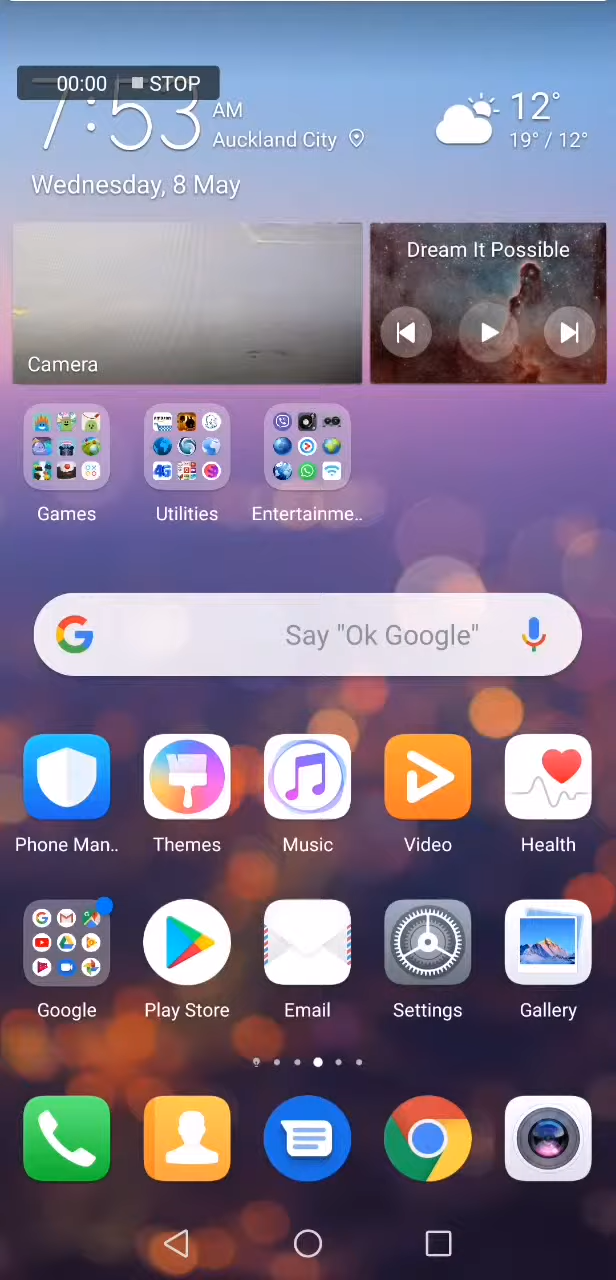 00:00 STOP
7:53 AM
Auckland City
12°
19° / 12°
Wednesday, 8 May
Dream It Possible
Camera
Games
Utilities
Entertainme..
Say "Ok Google"
Phone Man..
Themes
Music
Video
Health
Google
Play Store
Email
Settings
Gallery